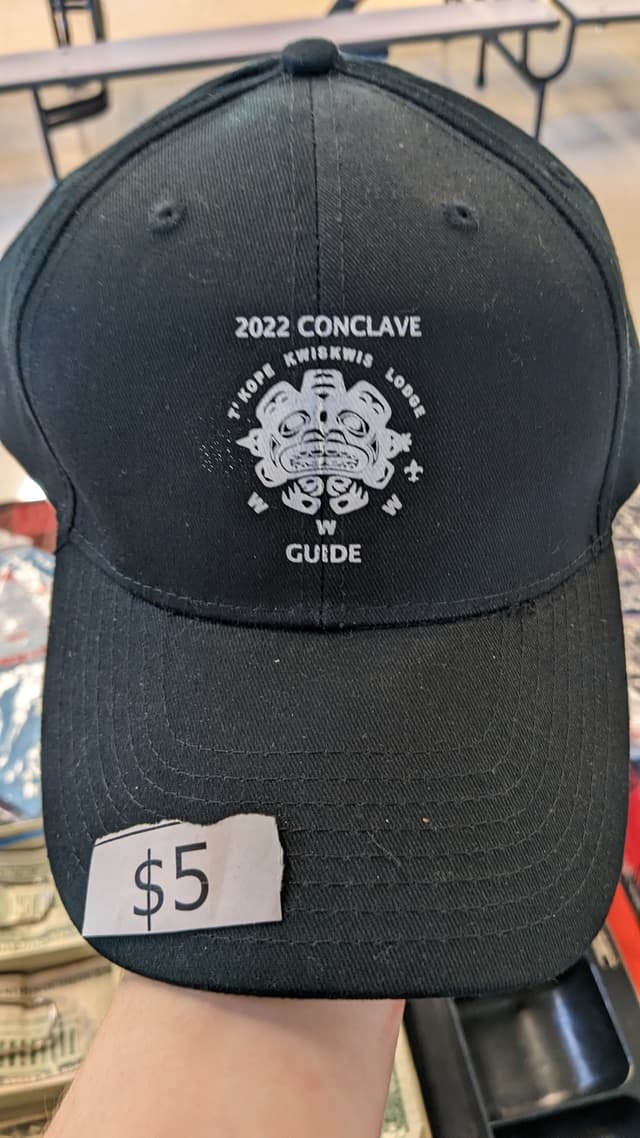 2022 CONCLAVE
T'KOPE KWISKWIS LODGE
W W W
GUIDE
$5